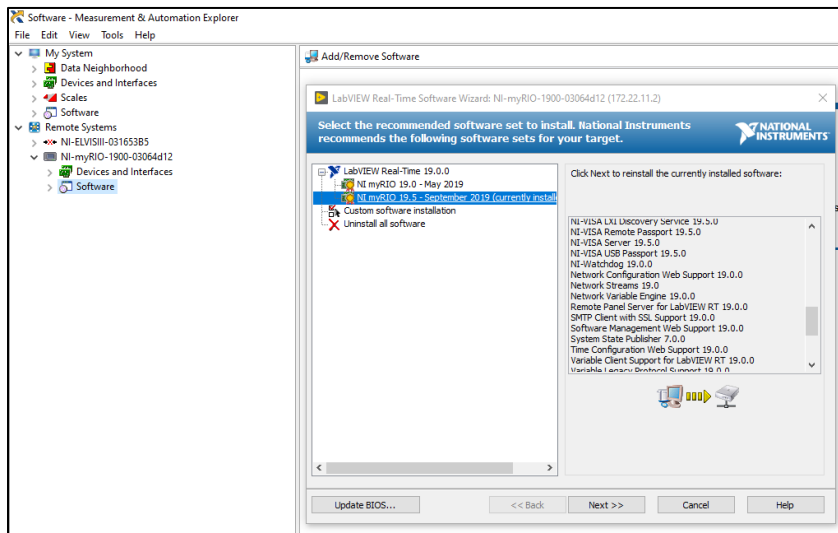 Software - Measurement & Automation Explorer
File Edit View Tools Help
My System
Data Neighborhood
Devices and Interfaces
Scales
Software
Remote Systems
NI-ELVISIII-031653B5
NI-myRIO-1900-03064d12
Devices and Interfaces
Software
Add/Remove Software
LabVIEW Real-Time Software Wizard: NI-myRIO-1900-03064d12 (172.22.11.2)
Select the recommended software set to install. National Instruments
recommends the following software sets for your target.
NATIONAL
INSTRUMENTS
LabVIEW Real-Time 19.0.0
NI myRIO 19.0 - May 2019
NI myRIO 19.5 - September 2019 (currently installe
Custom software installation
Uninstall all software
Click Next to reinstall the currently installed software:
NI-VISA LXI Discovery Service 19.5.0
NI-VISA Remote Passport 19.5.0
NI-VISA Server 19.5.0
NI-VISA USB Passport 19.5.0
NI-Watchdog 19.0.0
Network Configuration Web Support 19.0.0
Network Streams 19.0
Network Variable Engine 19.0.0
Remote Panel Server for LabVIEW RT 19.0.0
SMTP Client with SSL Support 19.0.0
Software Management Web Support 19.0.0
System State Publisher 7.0.0
Time Configuration Web Support 19.0.0
Variable Client Support for LabVIEW RT 19.0.0
Variable Legacy Protocol Support 19.0.0
Update BIOS...
<< Back
Next >>
Cancel
Help